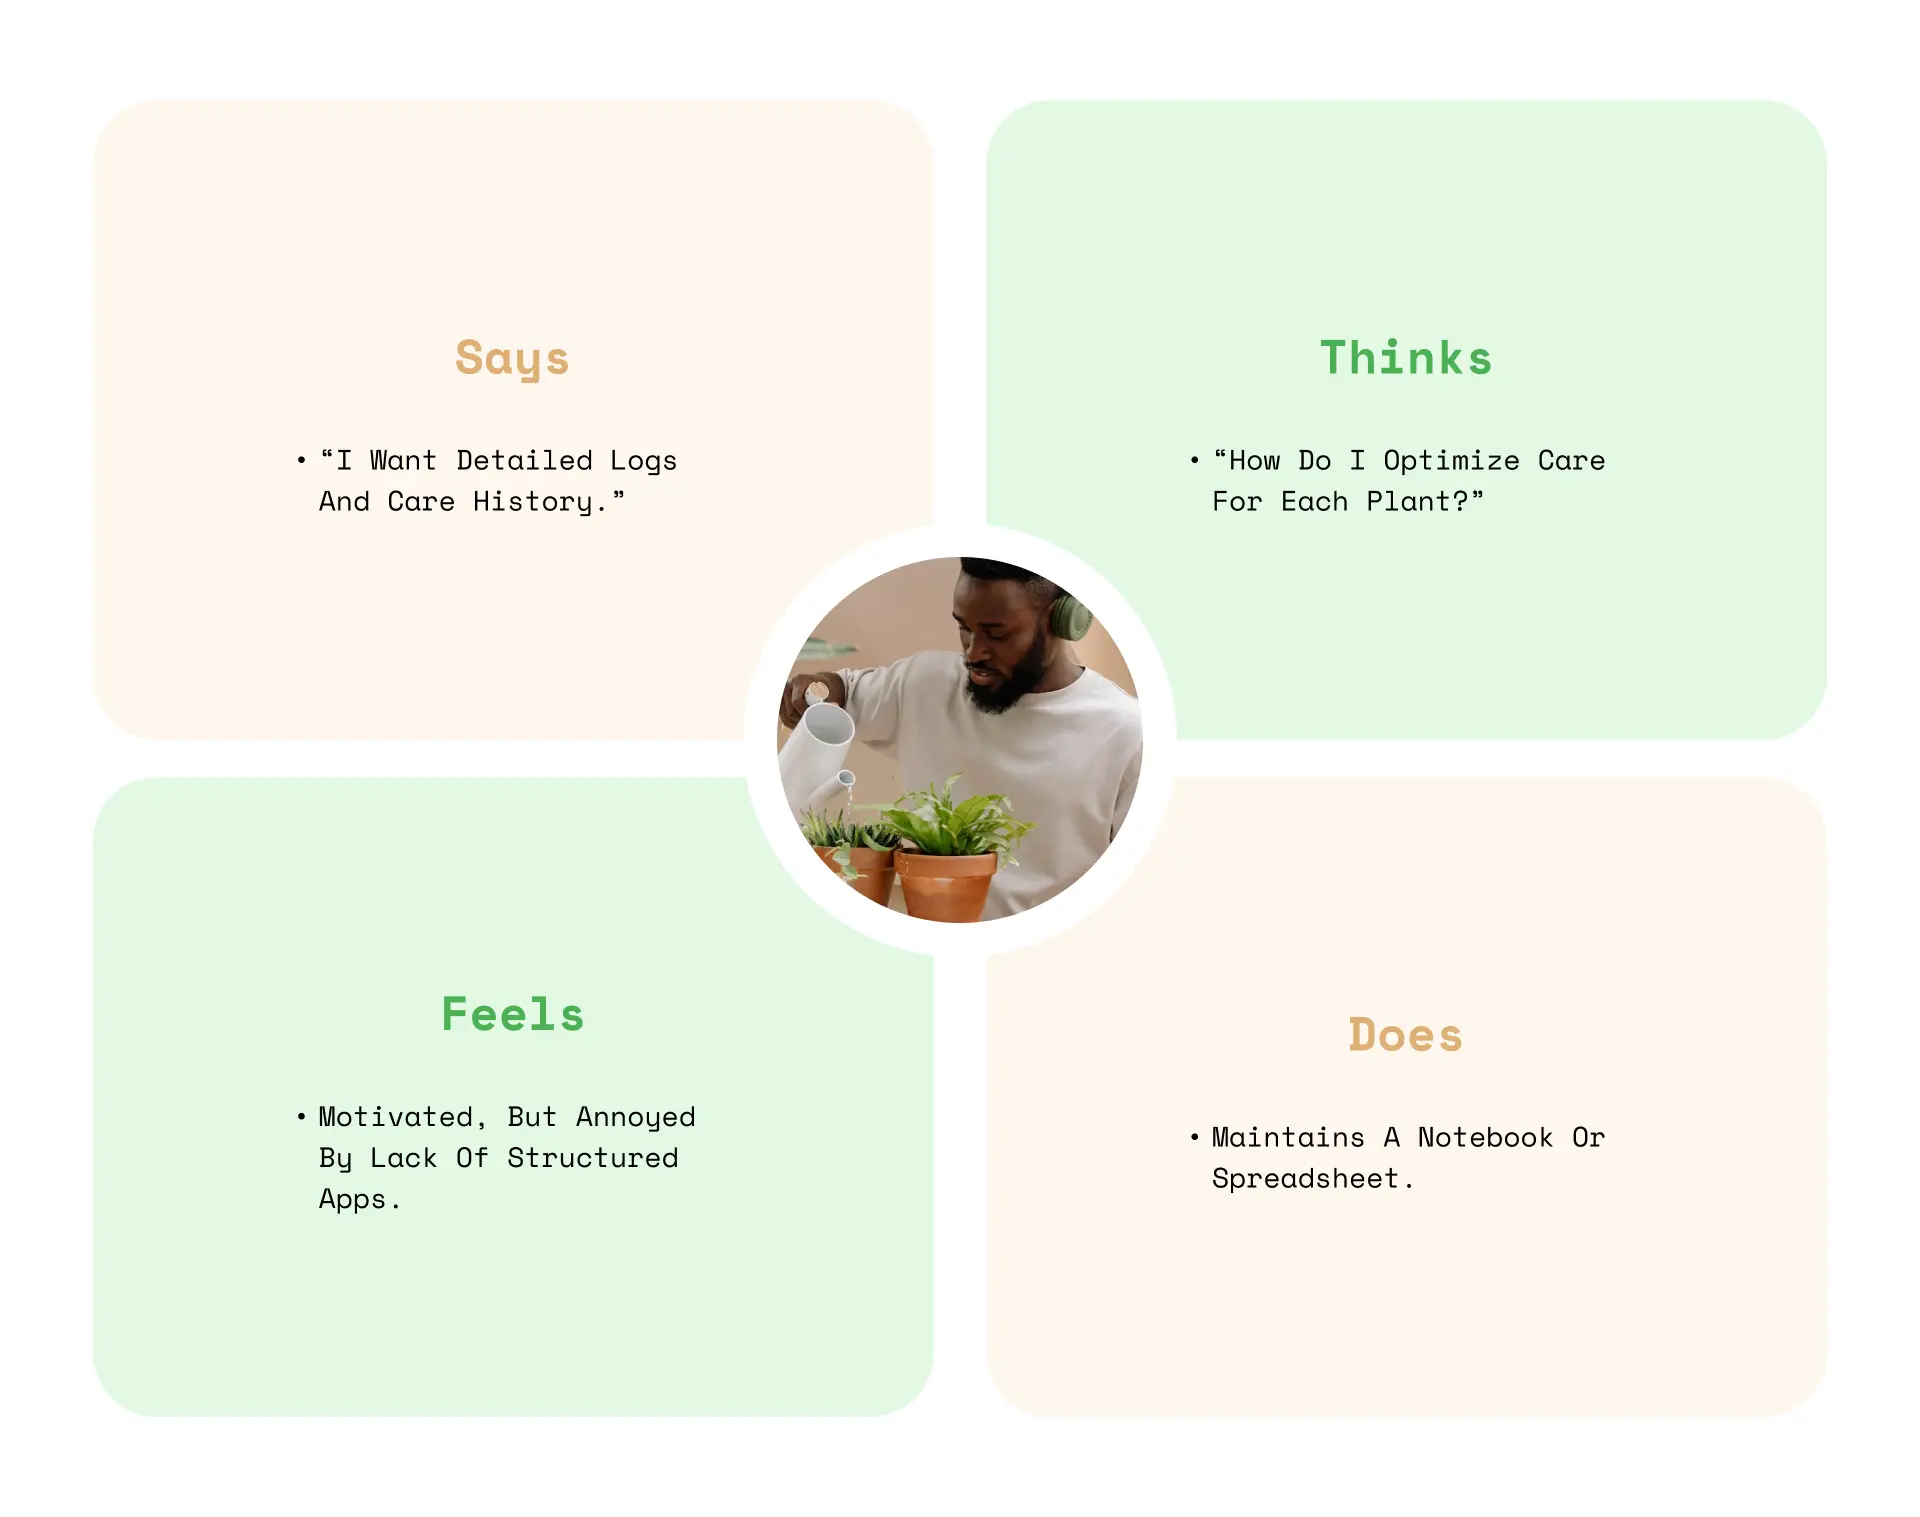 Says
• “I Want Detailed Logs
And Care History.”
Thinks
• “How Do I Optimize Care
For Each Plant?”
Feels
• Motivated, But Annoyed
By Lack Of Structured
Apps.
Does
• Maintains A Notebook Or
Spreadsheet.